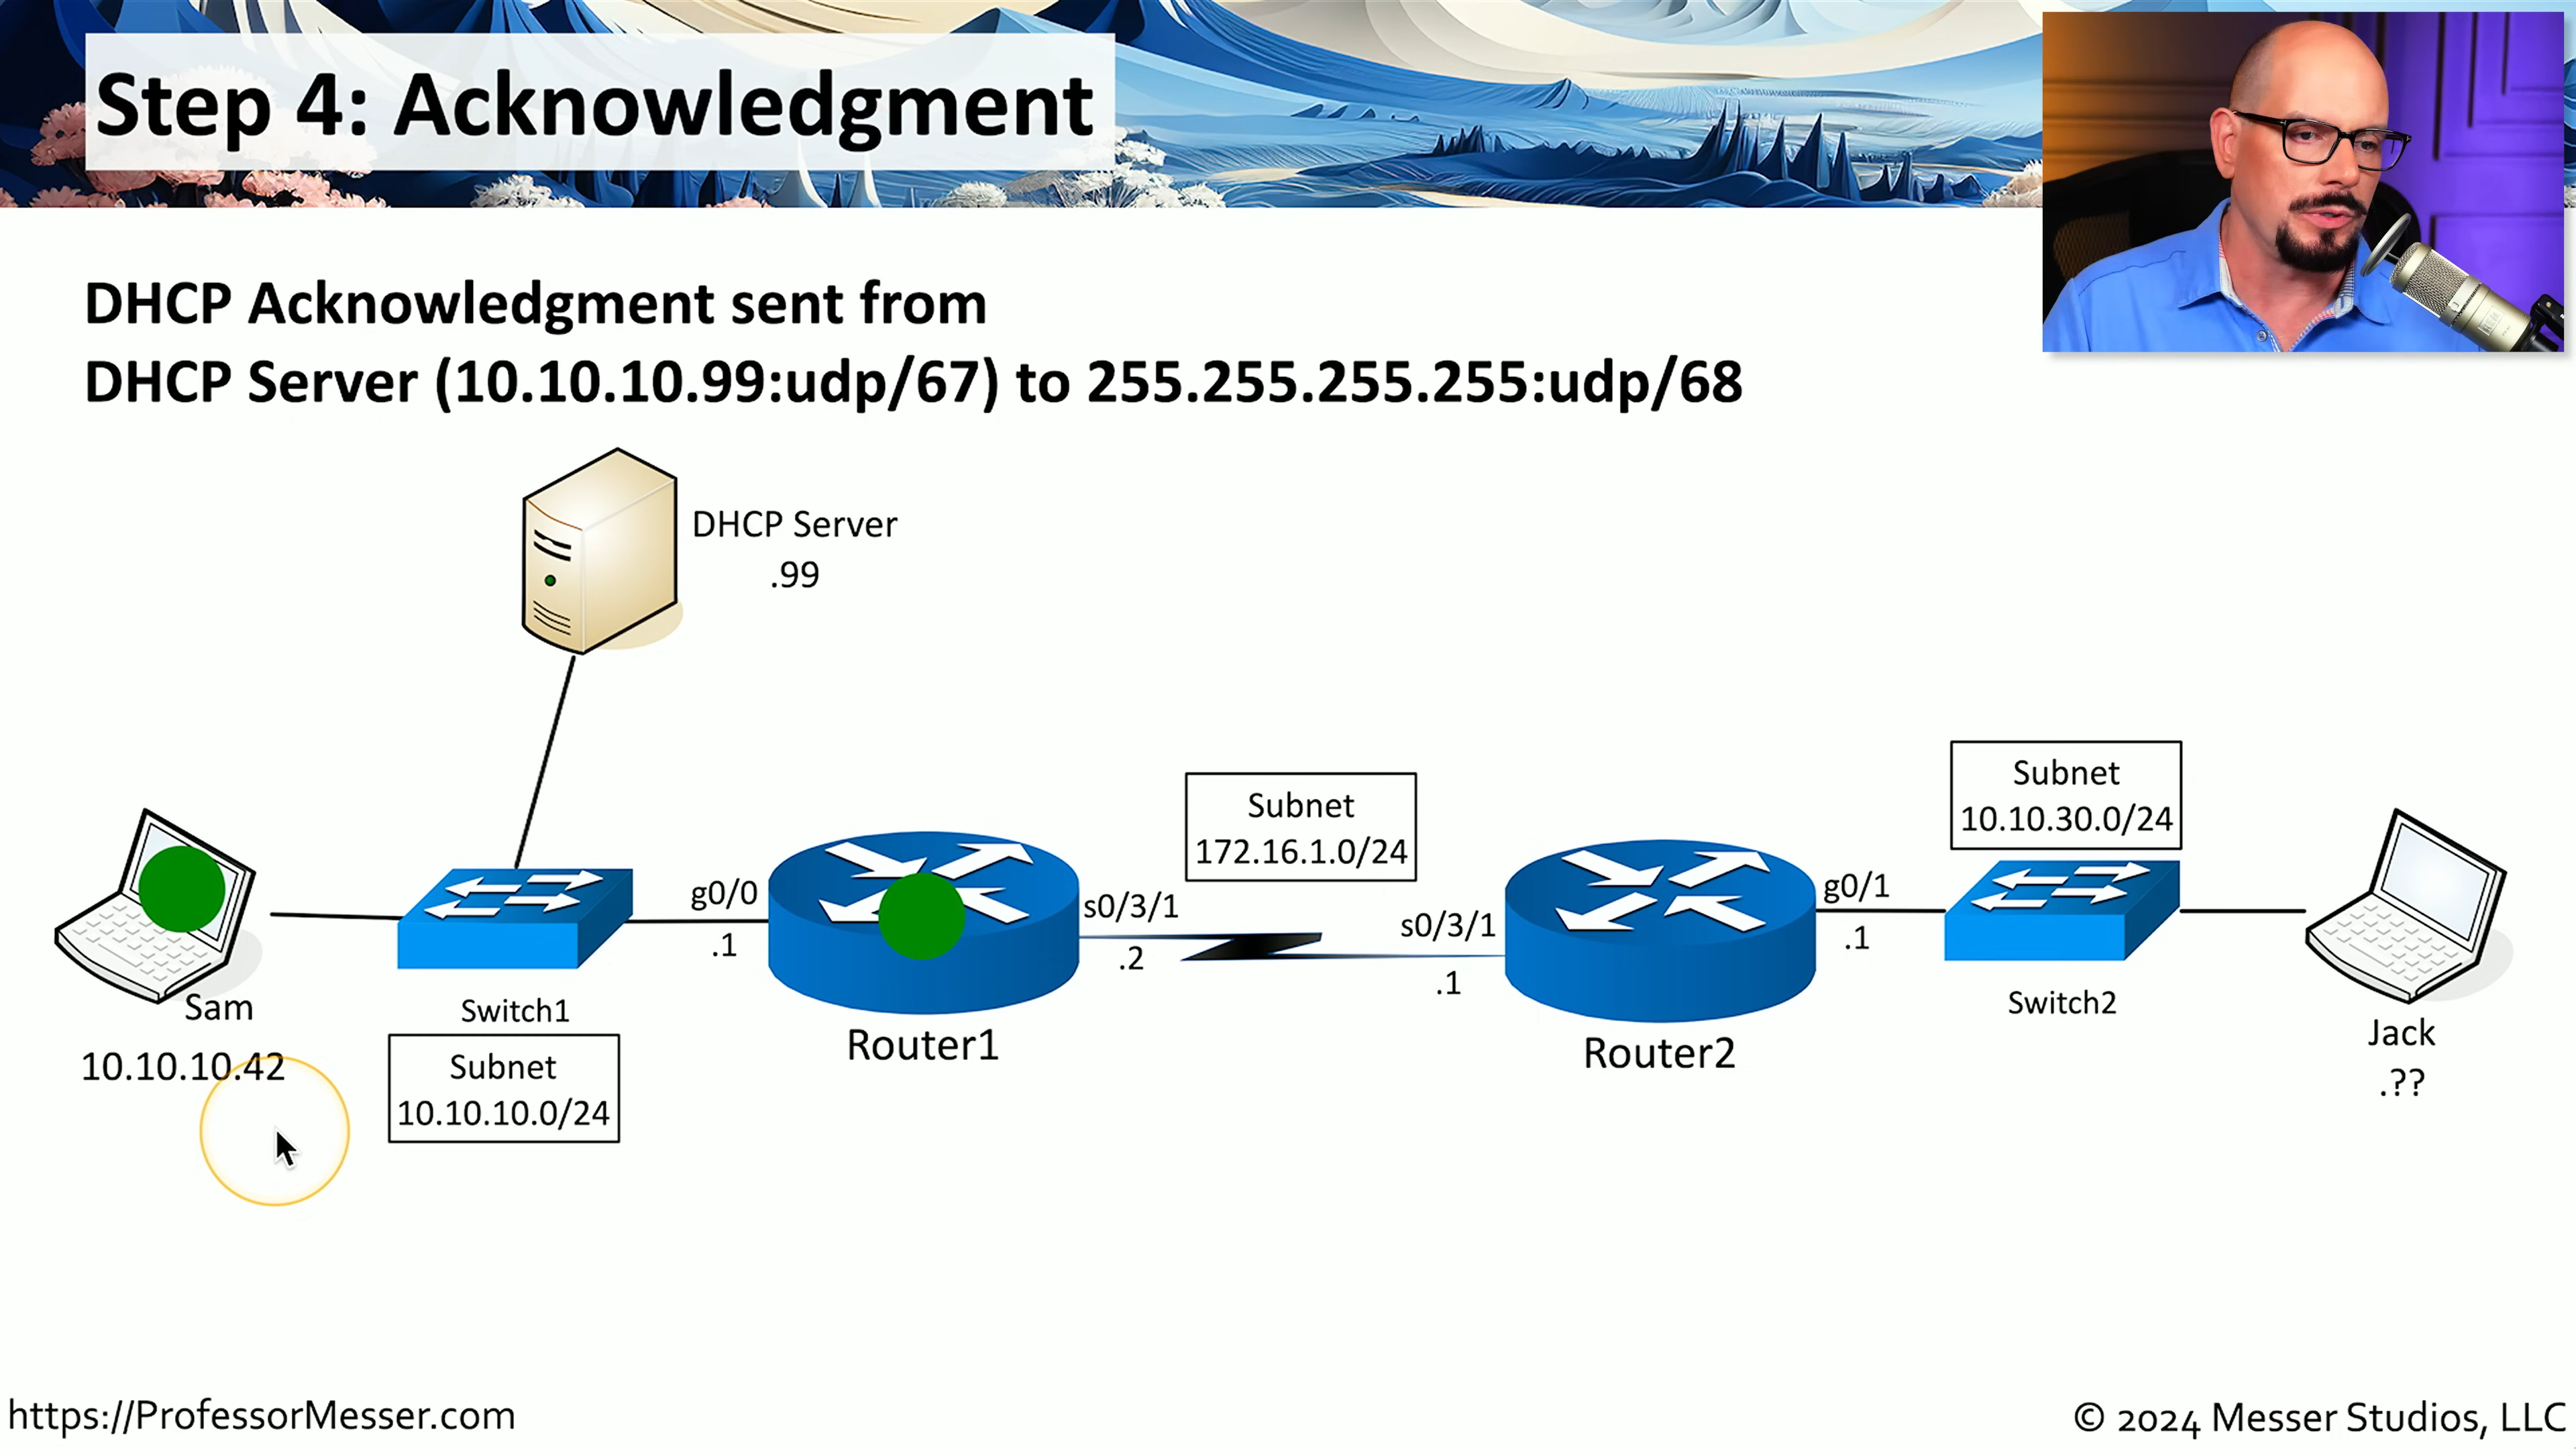 Step 4: Acknowledgment
DHCP Acknowledgment sent from
DHCP Server (10.10.10.99:udp/67) to 255.255.255.255:udp/68
DHCP Server
.99
Subnet
172.16.1.0/24
Subnet
10.10.30.0/24
g0/0
.1
s0/3/1
.2
s0/3/1
.1
g0/1
.1
Sam
10.10.10.42
Switch1
Subnet
10.10.10.0/24
Router1
Router2
Switch2
Jack
.??
https://ProfessorMesser.com
© 2024 Messer Studios, LLC